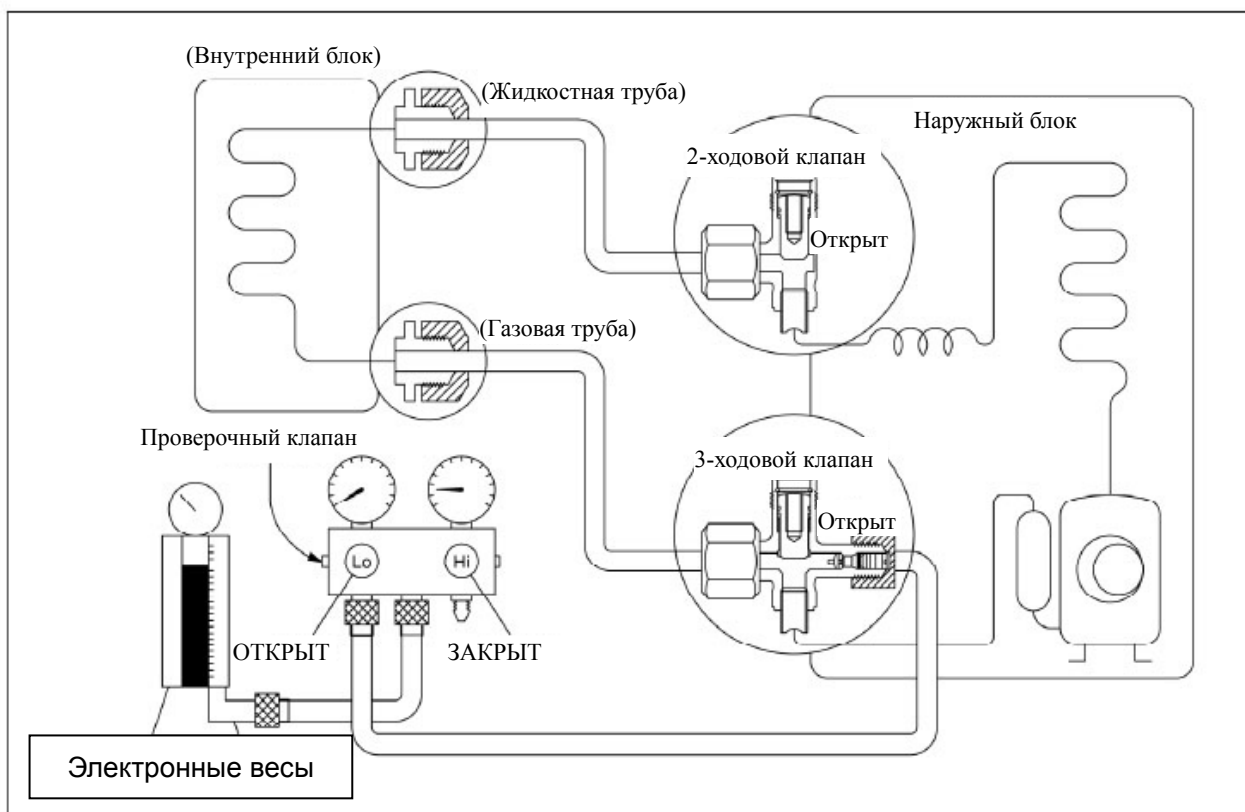 (Внутренний блок)
(Жидкостная труба)
Наружный блок
2-ходовой клапан
Открыт
(Газовая труба)
Проверочный клапан
3-ходовой клапан
Открыт
Lo
Hi
ОТКРЫТ
ЗАКРЫТ
Электронные весы